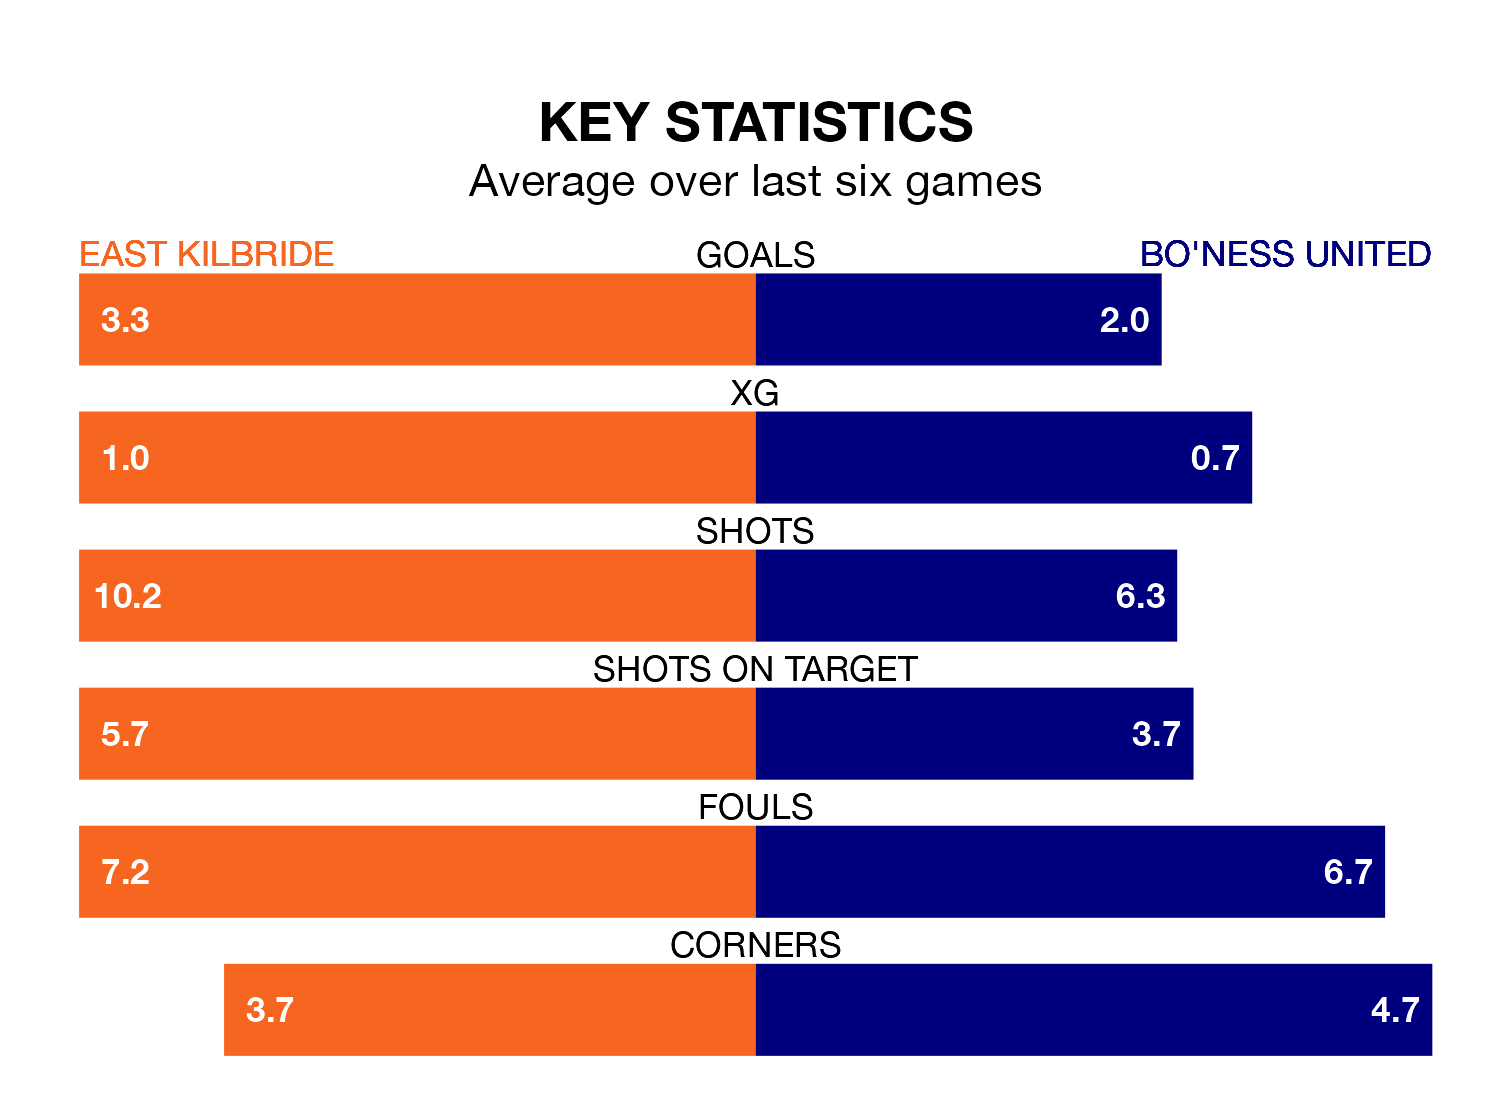 KEY STATISTICS
Average over last six games
EAST KILBRIDE GOALS BO'NESS UNITED
3.3 2.0
XG
1.0 0.7
SHOTS
10.2 6.3
SHOTS ON TARGET
5.7 3.7
FOULS
7.2 6.7
CORNERS
3.7 4.7